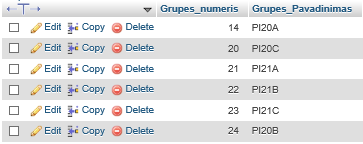 Grupes_numeris Grupes_Pavadinimas
Edit Copy Delete 14 PI20A
Edit Copy Delete 20 PI20C
Edit Copy Delete 21 PI21A
Edit Copy Delete 22 PI21B
Edit Copy Delete 23 PI21C
Edit Copy Delete 24 PI20B